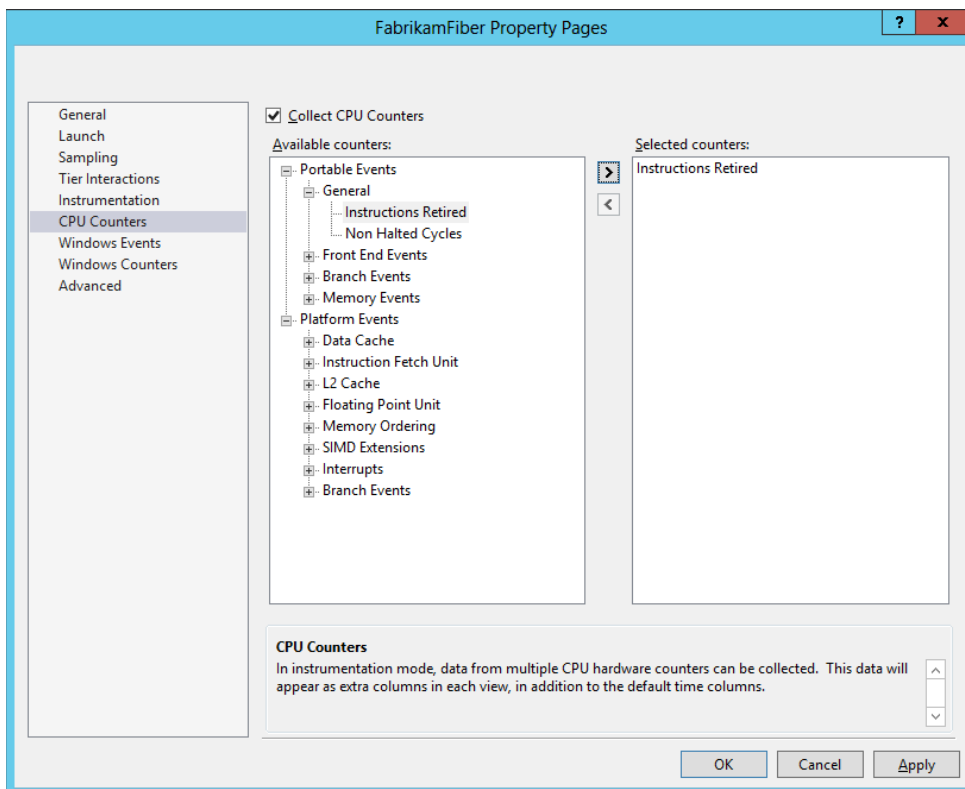 FabrikamFiber Property Pages
?
x
General
Launch
Sampling
Tier Interactions
Instrumentation
CPU Counters
Windows Events
Windows Counters
Advanced
Collect CPU Counters
Available counters:
Portable Events
General
Instructions Retired
Non Halted Cycles
Front End Events
Branch Events
Memory Events
Platform Events
Data Cache
Instruction Fetch Unit
L2 Cache
Floating Point Unit
Memory Ordering
SIMD Extensions
Interrupts
Branch Events
>
<
Selected counters:
Instructions Retired
CPU Counters
In instrumentation mode, data from multiple CPU hardware counters can be collected.  This data will
appear as extra columns in each view, in addition to the default time columns.
OK
Cancel
Apply